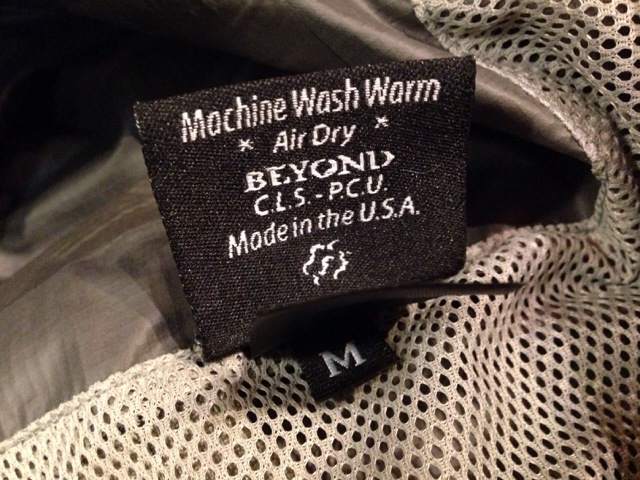 Machine Wash Warm
* Air Dry *
BEYOND
C.L.S. - P.C.U.
Made in the U.S.A.
M